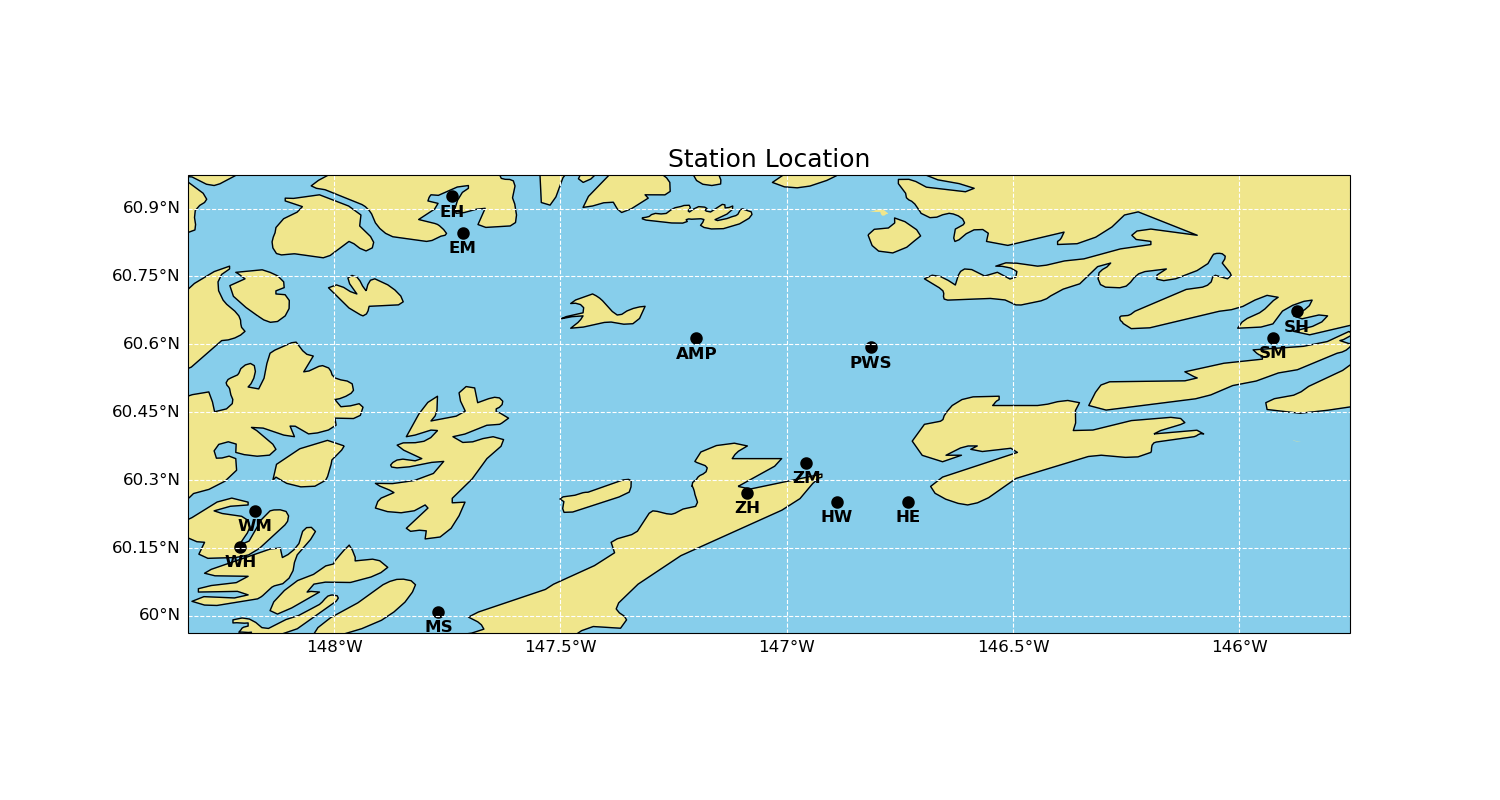 Station Location
60.9°N
EH
EM
60.75°N
SH
60.6°N
AMP
PWS
SM
60.45°N
60.3°N
ZM
ZH
HW
HE
WM
60.15°N
WH
60°N
MS
148°W
147.5°W
147°W
146.5°W
146°W